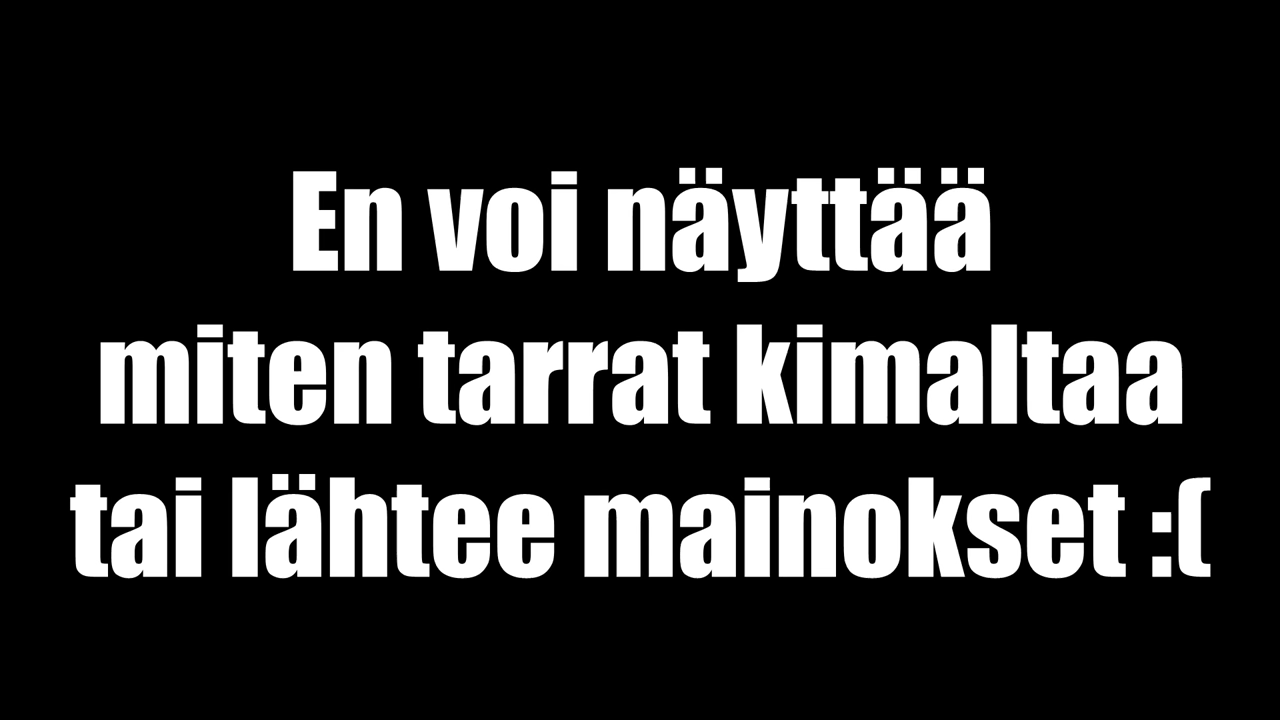 En voi näyttää
miten tarrat kimaltaa
tai lähtee mainokset :(